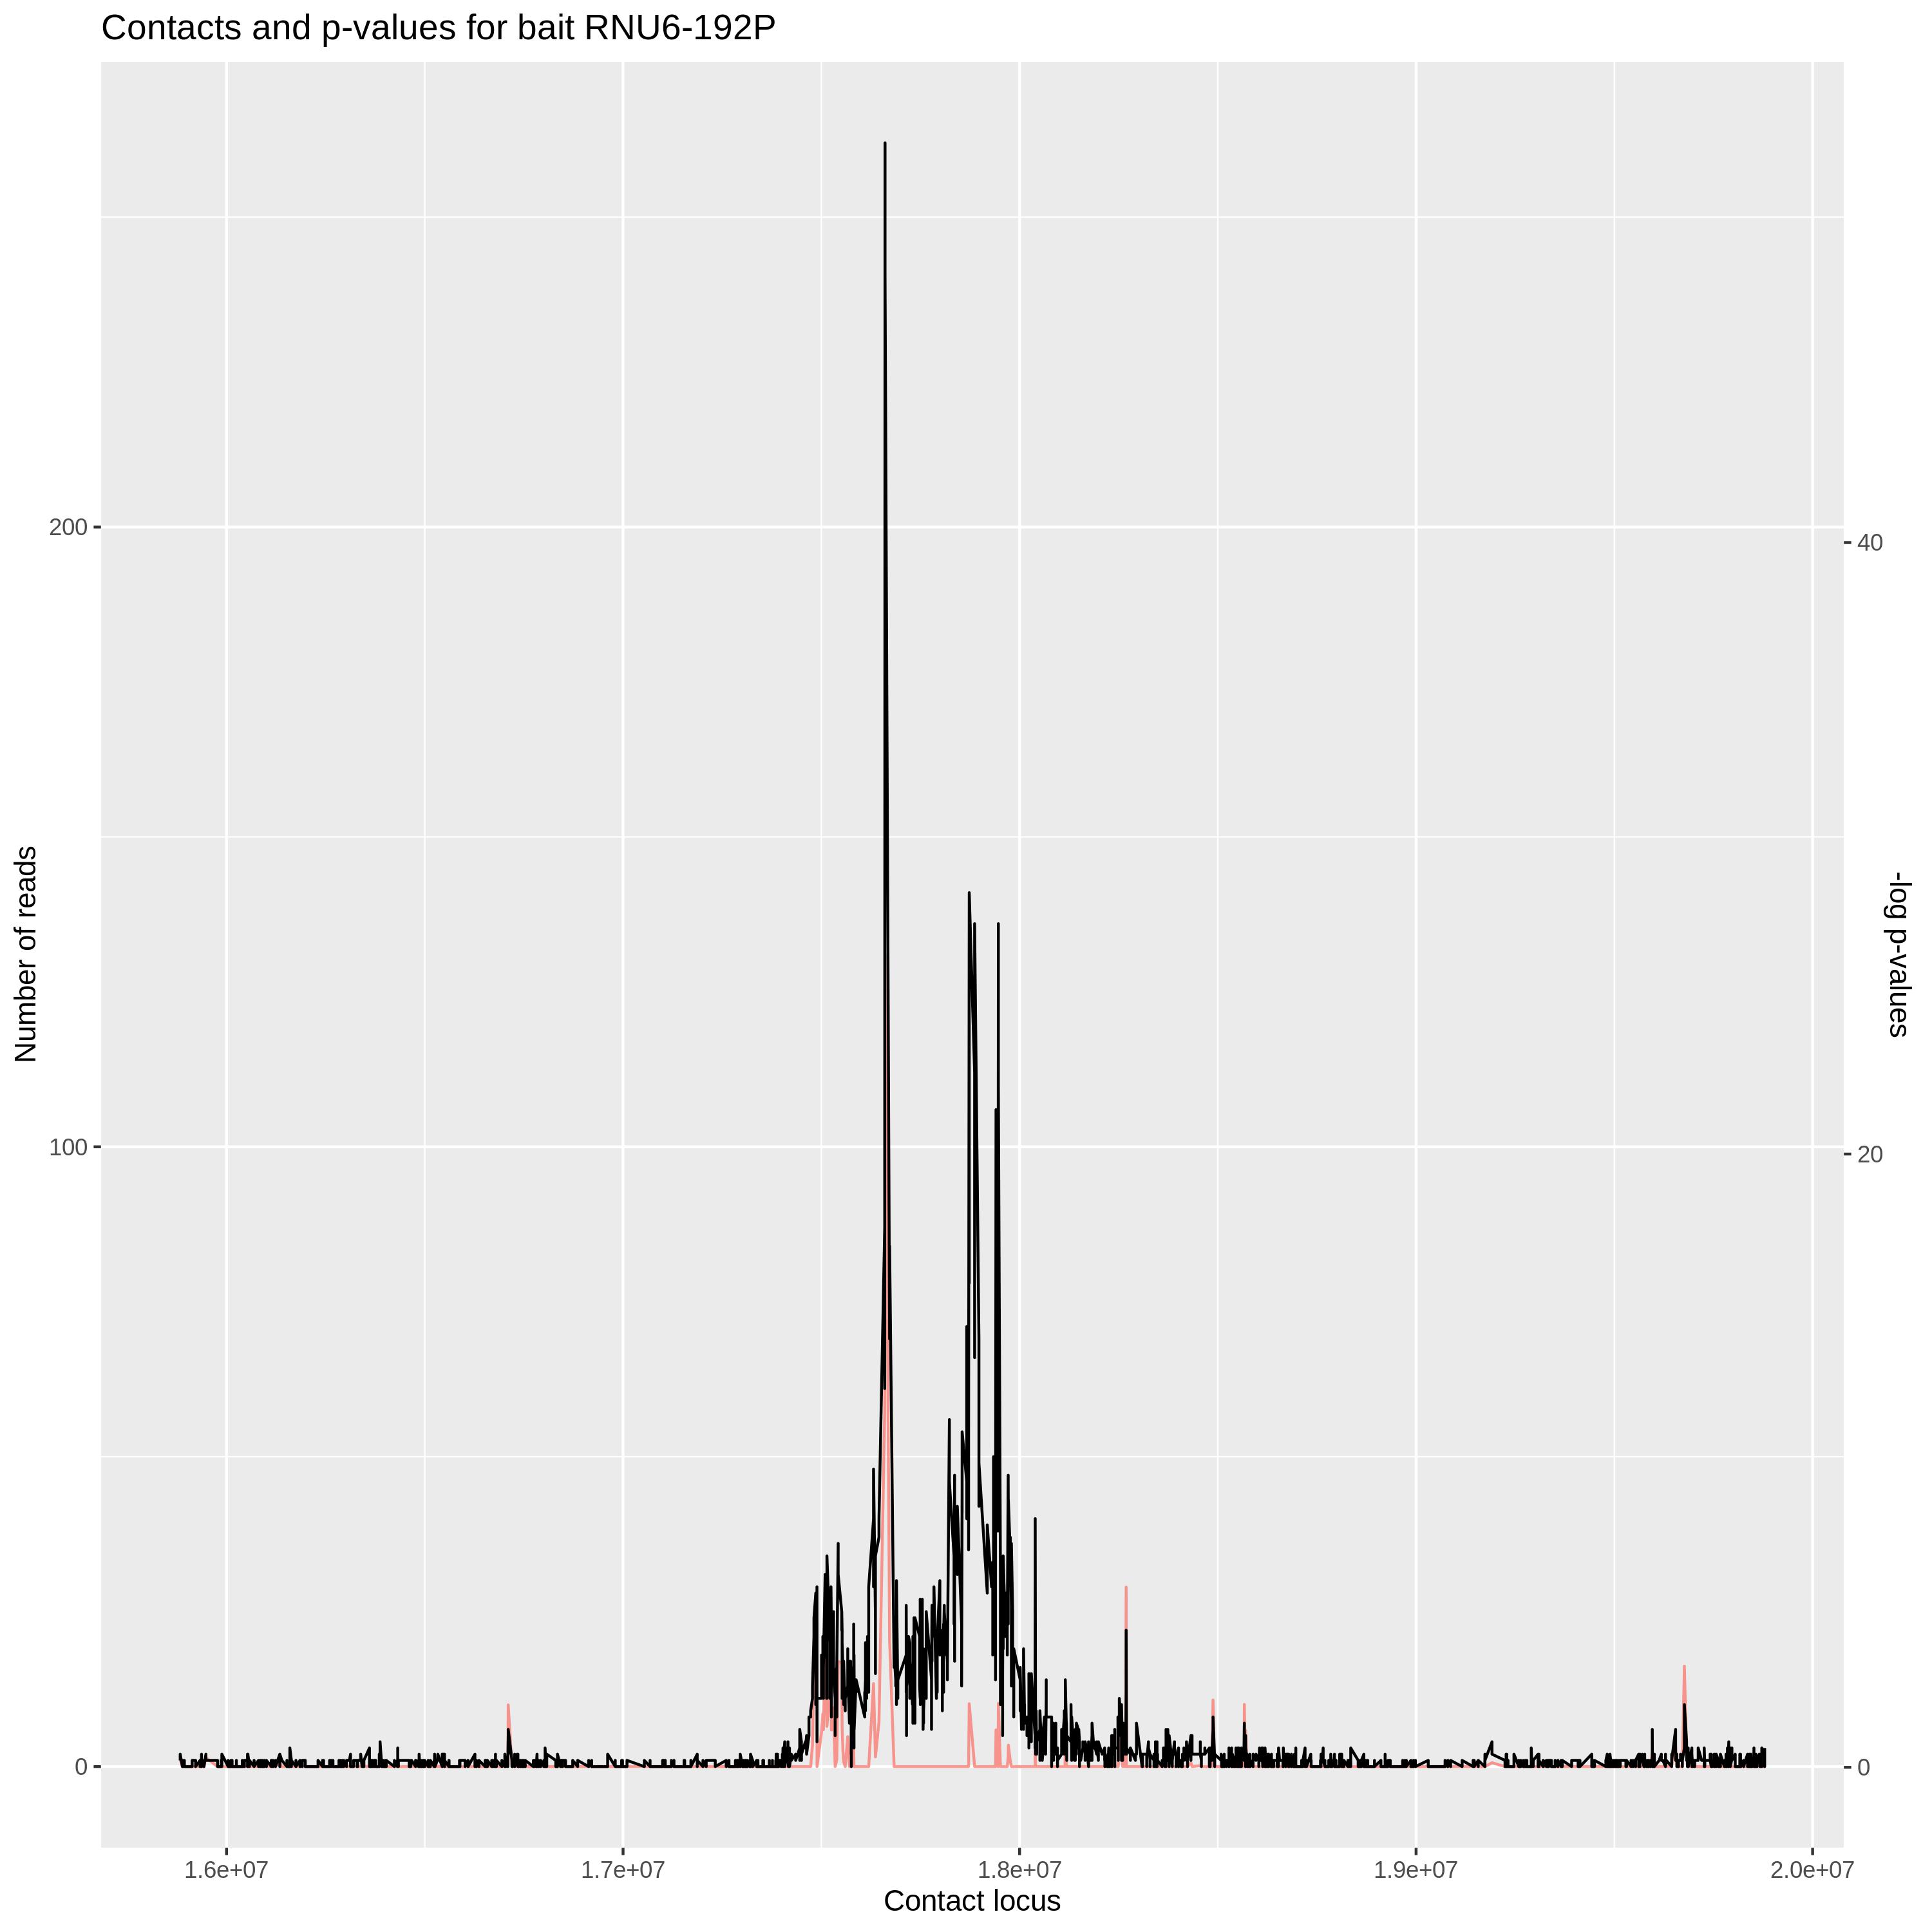 Contacts and p-values for bait RNU6-192P
Number of reads
200
100
0
40
20
0
-log p-values
1.6e+07
1.7e+07
1.8e+07
1.9e+07
2.0e+07
Contact locus